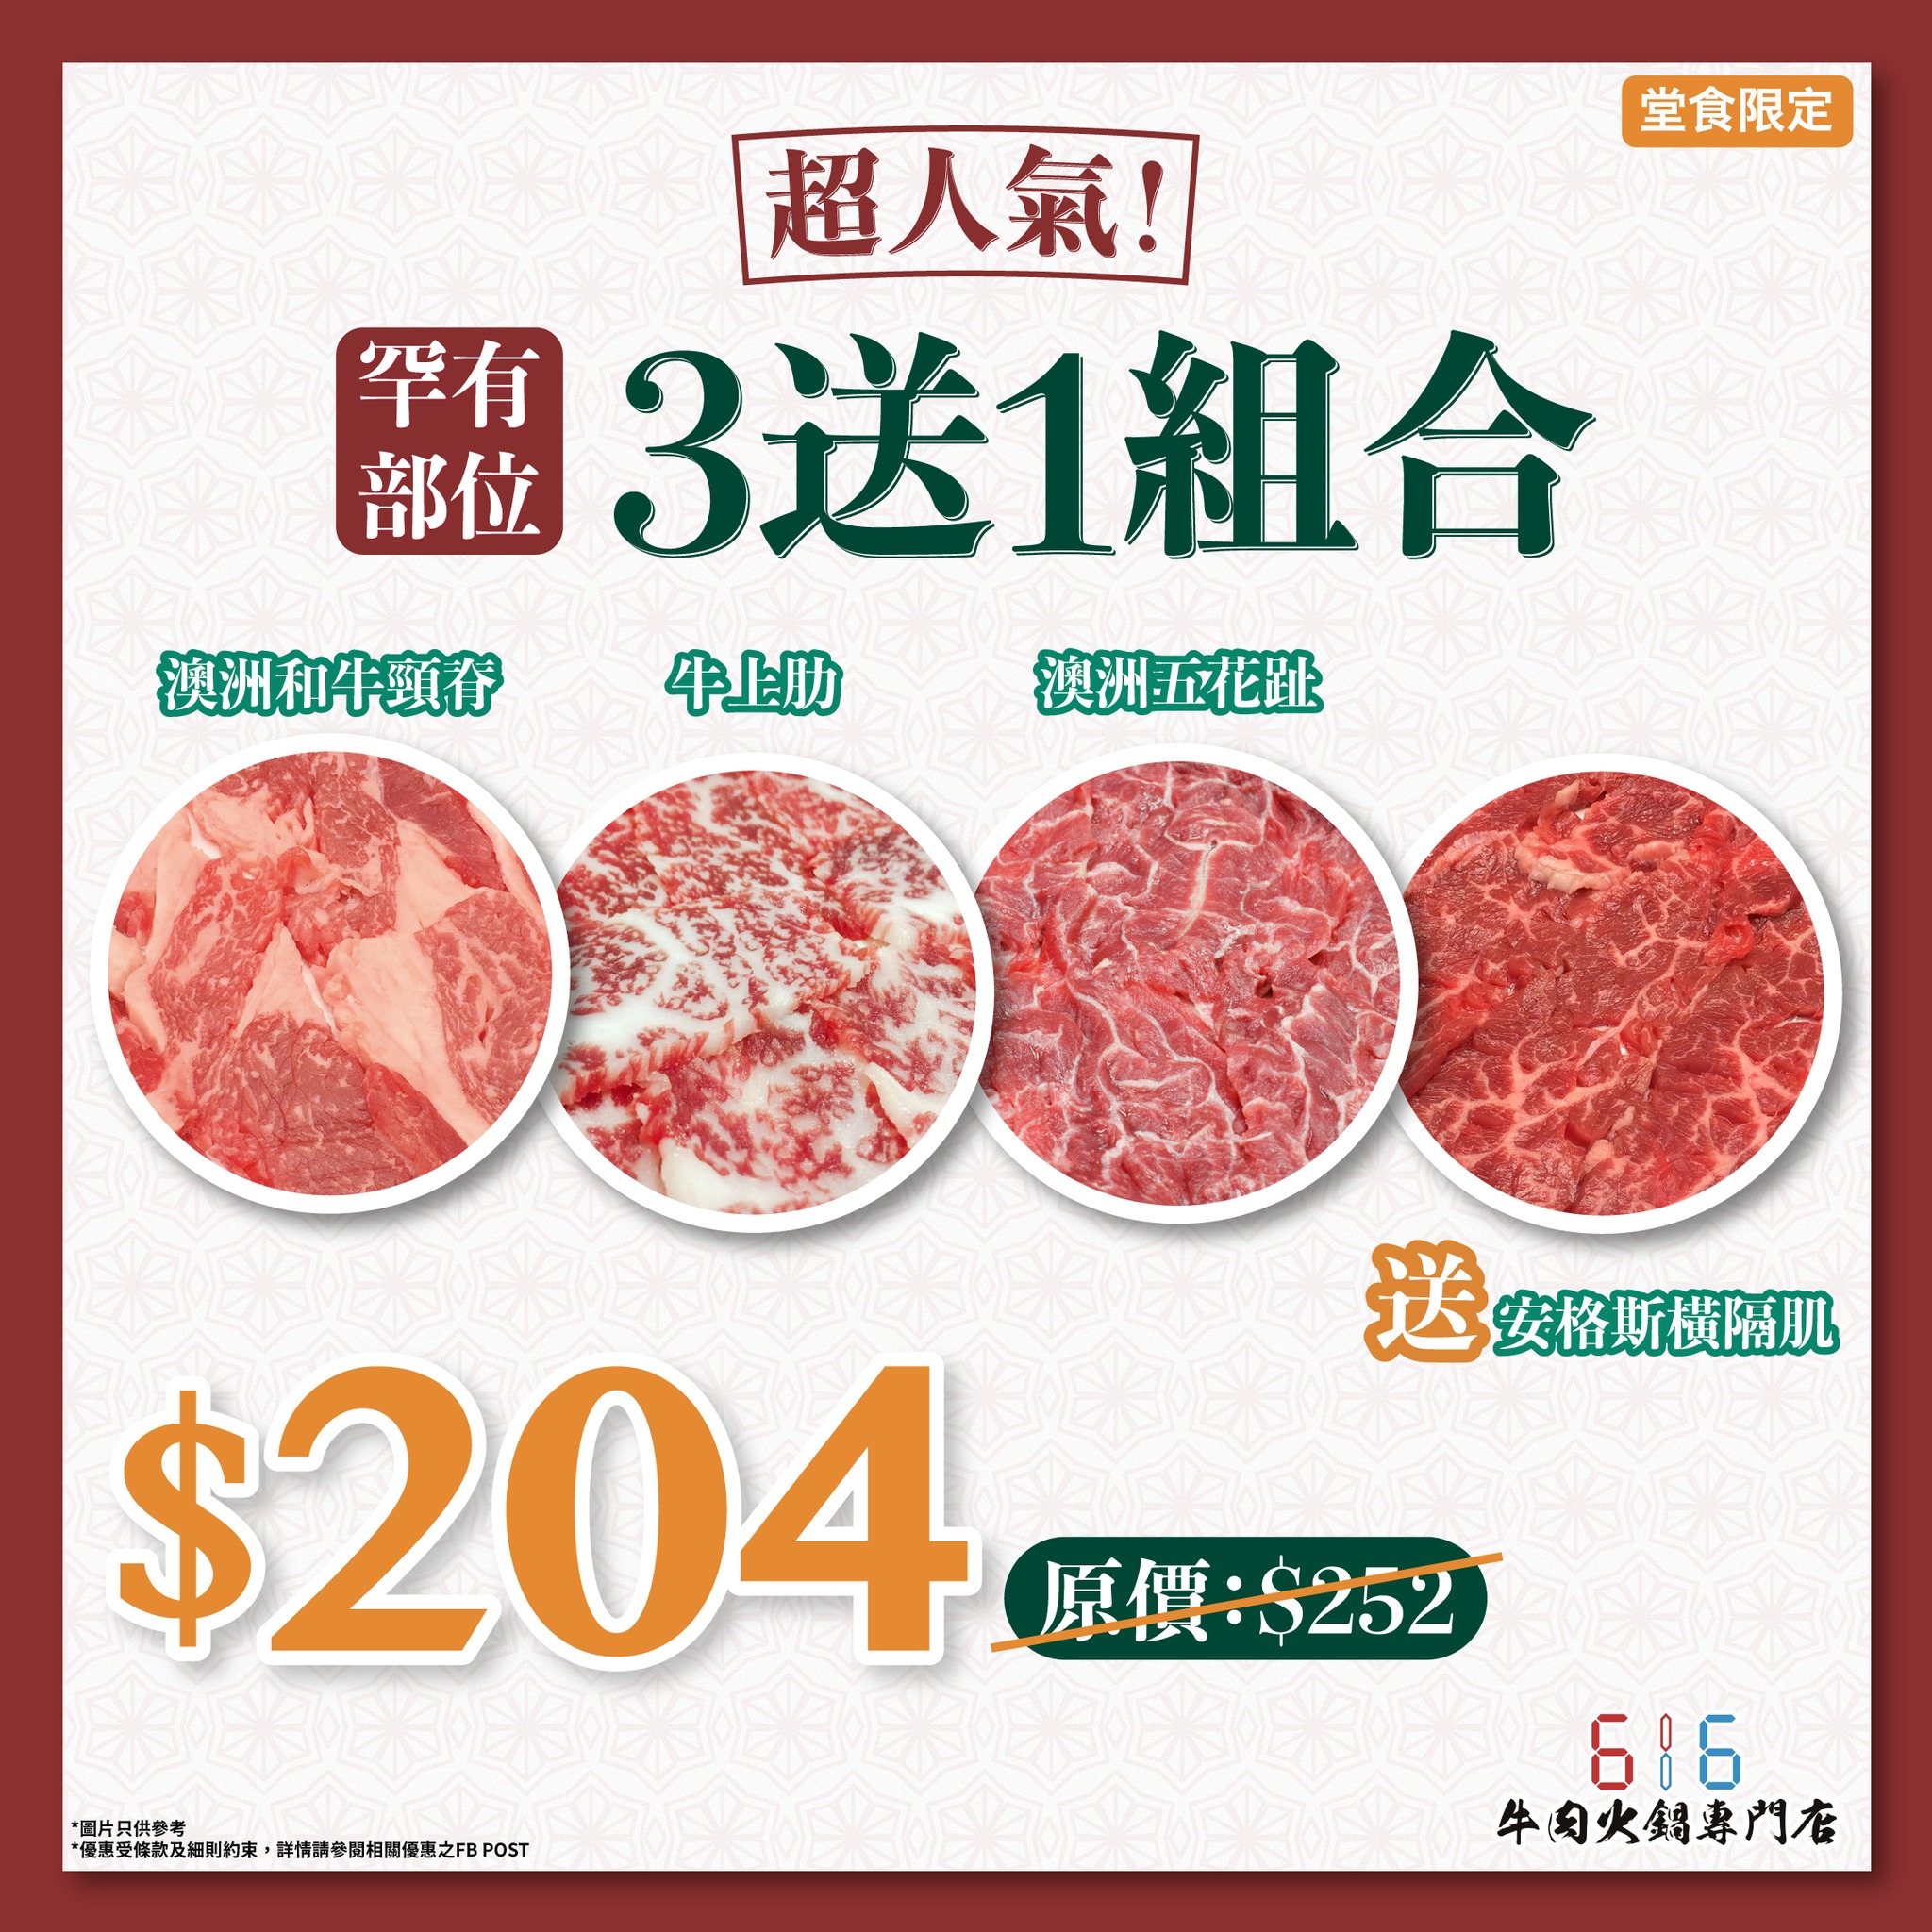 堂食限定
超人氣!
罕有
部位
3送1組合
澳洲和牛頸脊
牛上肋
澳洲五花趾
送 安格斯橫隔肌
$204
原價:$252
616
牛肉火鍋專門店
*圖片只供參考
*優惠受條款及細則約束,詳情請參閱相關優惠之FB POST